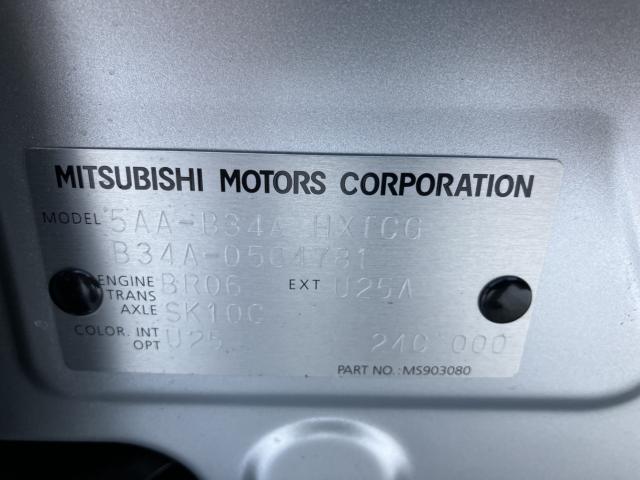 MITSUBISHI MOTORS CORPORATION
MODEL 5AA-B34A HXTCG
B34A-0504781
ENGINE BR06 EXT U25A
TRANS AXLE SK10C
COLOR. INT OPT U25 24C 000
PART NO.: MS903080